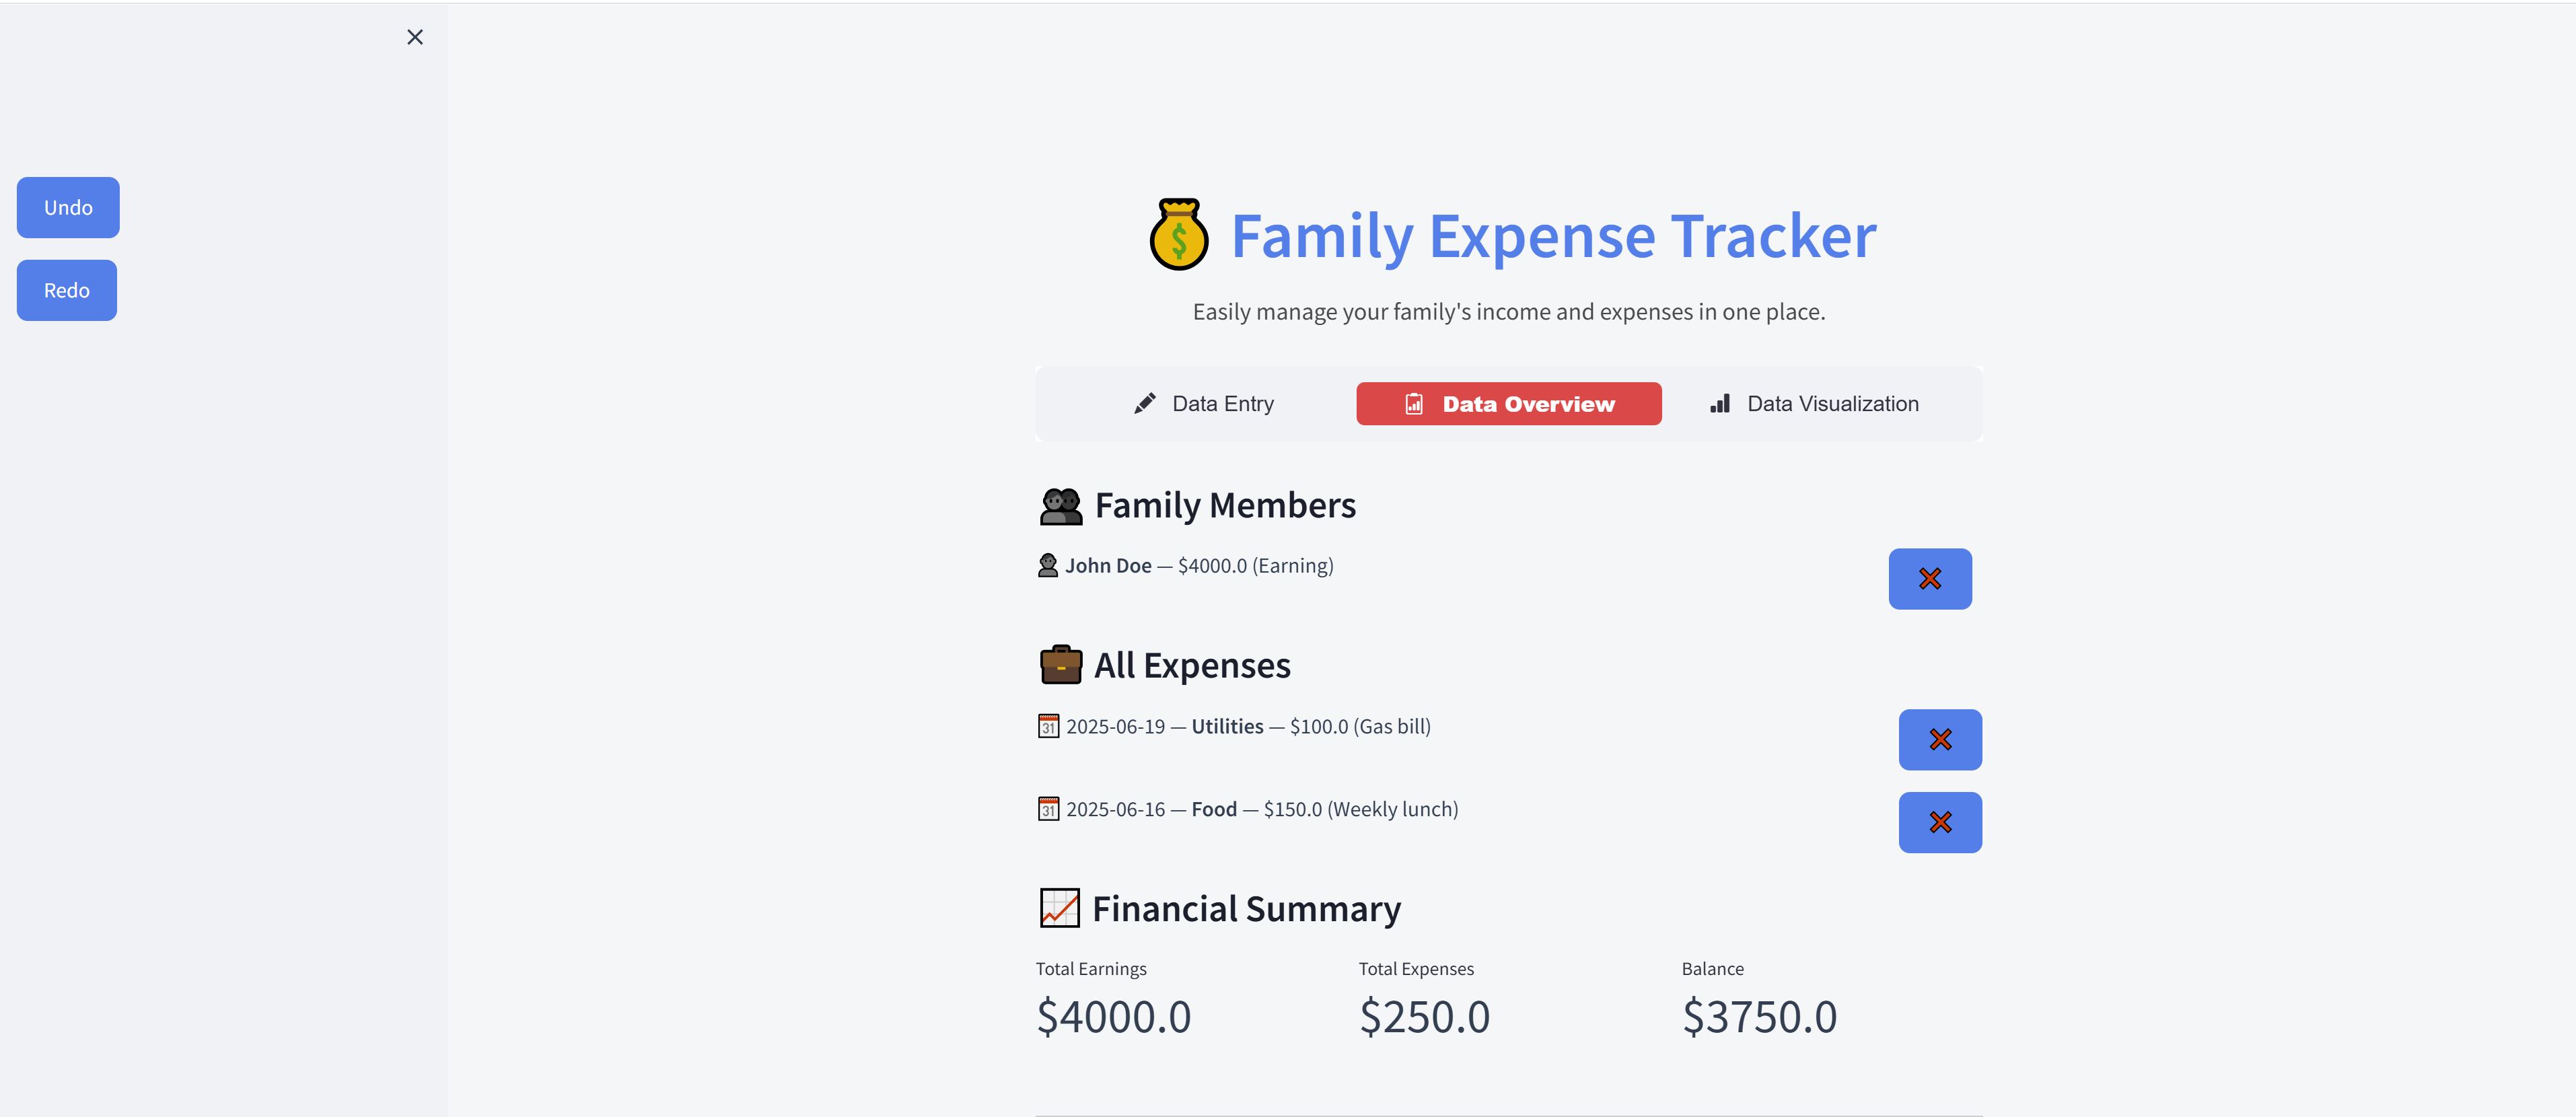 Undo
Redo
Family Expense Tracker
Easily manage your family's income and expenses in one place.
Data Entry
Data Overview
Data Visualization
Family Members
John Doe — $4000.0 (Earning)
All Expenses
2025-06-19 — Utilities — $100.0 (Gas bill)
2025-06-16 — Food — $150.0 (Weekly lunch)
Financial Summary
Total Earnings
$4000.0
Total Expenses
$250.0
Balance
$3750.0